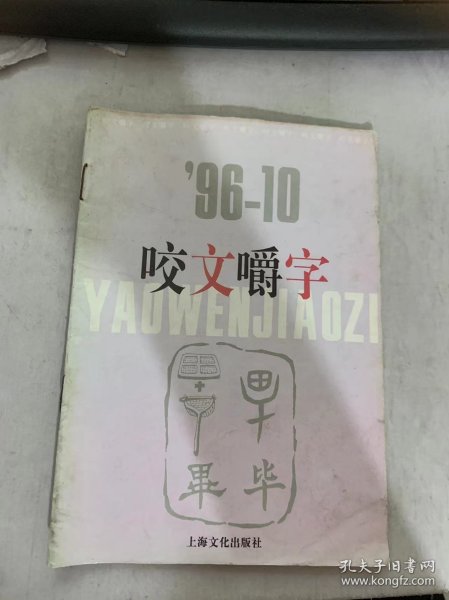 '96-10
咬文嚼字
YAOWENJIAOZI
畢 毕
上海文化出版社
孔夫子旧书网
www.kongfz.com